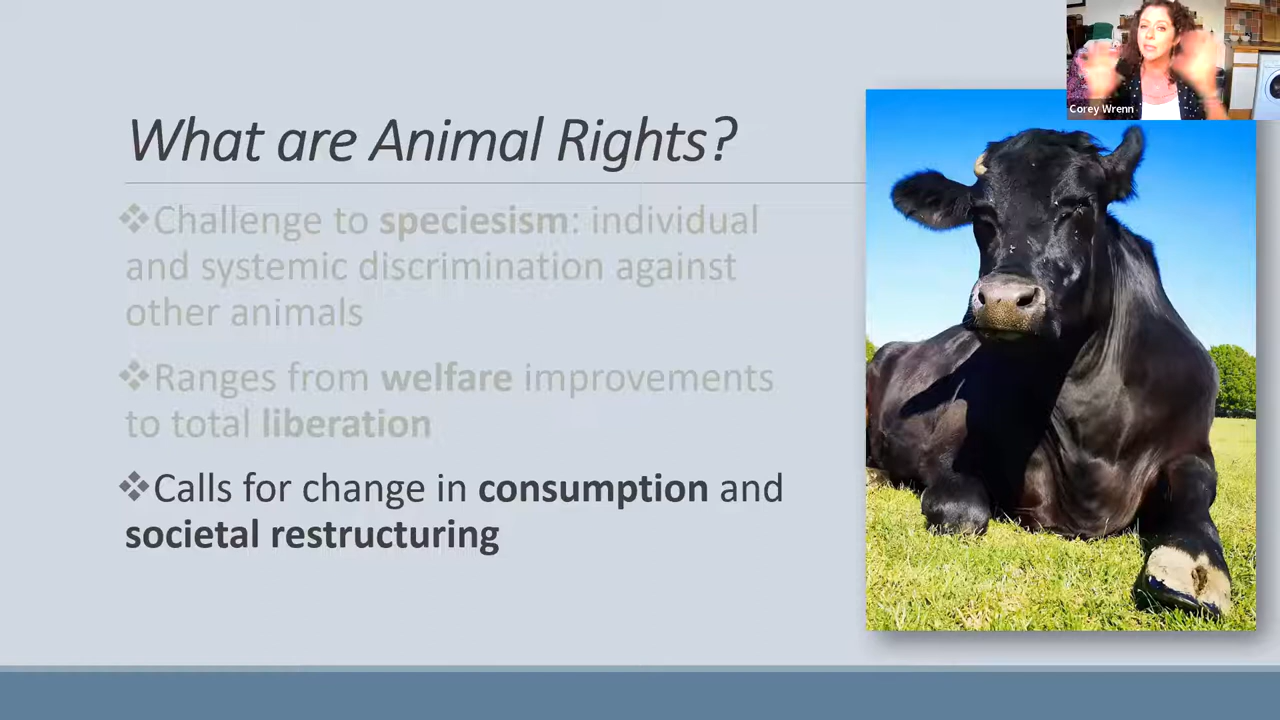 Corey Wrenn
What are Animal Rights?
❖Challenge to speciesism: individual
and systemic discrimination against
other animals
❖Ranges from welfare improvements
to total liberation
❖Calls for change in consumption and
societal restructuring